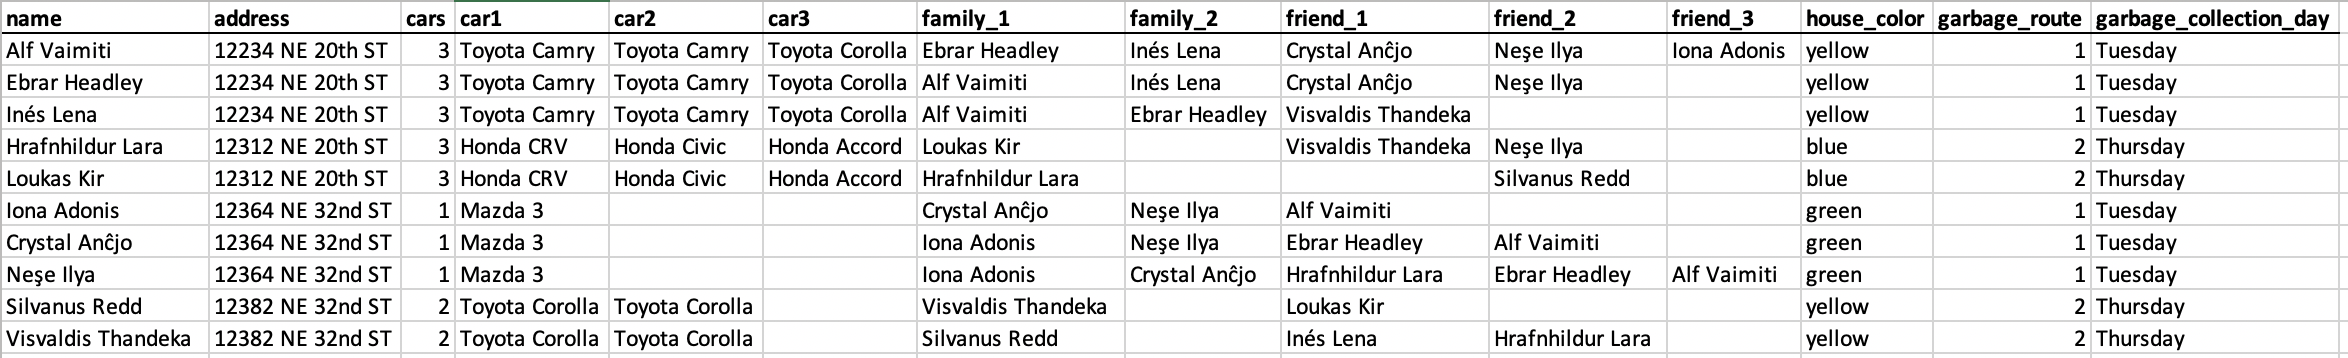 name address cars car1 car2 car3 family_1 family_2 friend_1 friend_2 friend_3 house_color garbage_route garbage_collection_day
Alf Vaimiti 12234 NE 20th ST 3 Toyota Camry Toyota Camry Toyota Corolla Ebrar Headley Inés Lena Crystal Anĉjo Neşe Ilya Iona Adonis yellow 1 Tuesday
Ebrar Headley 12234 NE 20th ST 3 Toyota Camry Toyota Camry Toyota Corolla Alf Vaimiti Inés Lena Crystal Anĉjo Neşe Ilya yellow 1 Tuesday
Inés Lena 12234 NE 20th ST 3 Toyota Camry Toyota Camry Toyota Corolla Alf Vaimiti Ebrar Headley Visvaldis Thandeka yellow 1 Tuesday
Hrafnhildur Lara 12312 NE 20th ST 3 Honda CRV Honda Civic Honda Accord Loukas Kir Visvaldis Thandeka Neşe Ilya blue 2 Thursday
Loukas Kir 12312 NE 20th ST 3 Honda CRV Honda Civic Honda Accord Hrafnhildur Lara Silvanus Redd blue 2 Thursday
Iona Adonis 12364 NE 32nd ST 1 Mazda 3 Crystal Anĉjo Neşe Ilya Alf Vaimiti green 1 Tuesday
Crystal Anĉjo 12364 NE 32nd ST 1 Mazda 3 Iona Adonis Neşe Ilya Ebrar Headley Alf Vaimiti green 1 Tuesday
Neşe Ilya 12364 NE 32nd ST 1 Mazda 3 Iona Adonis Crystal Anĉjo Hrafnhildur Lara Ebrar Headley Alf Vaimiti green 1 Tuesday
Silvanus Redd 12382 NE 32nd ST 2 Toyota Corolla Toyota Corolla Visvaldis Thandeka Loukas Kir yellow 2 Thursday
Visvaldis Thandeka 12382 NE 32nd ST 2 Toyota Corolla Toyota Corolla Silvanus Redd Inés Lena Hrafnhildur Lara yellow 2 Thursday